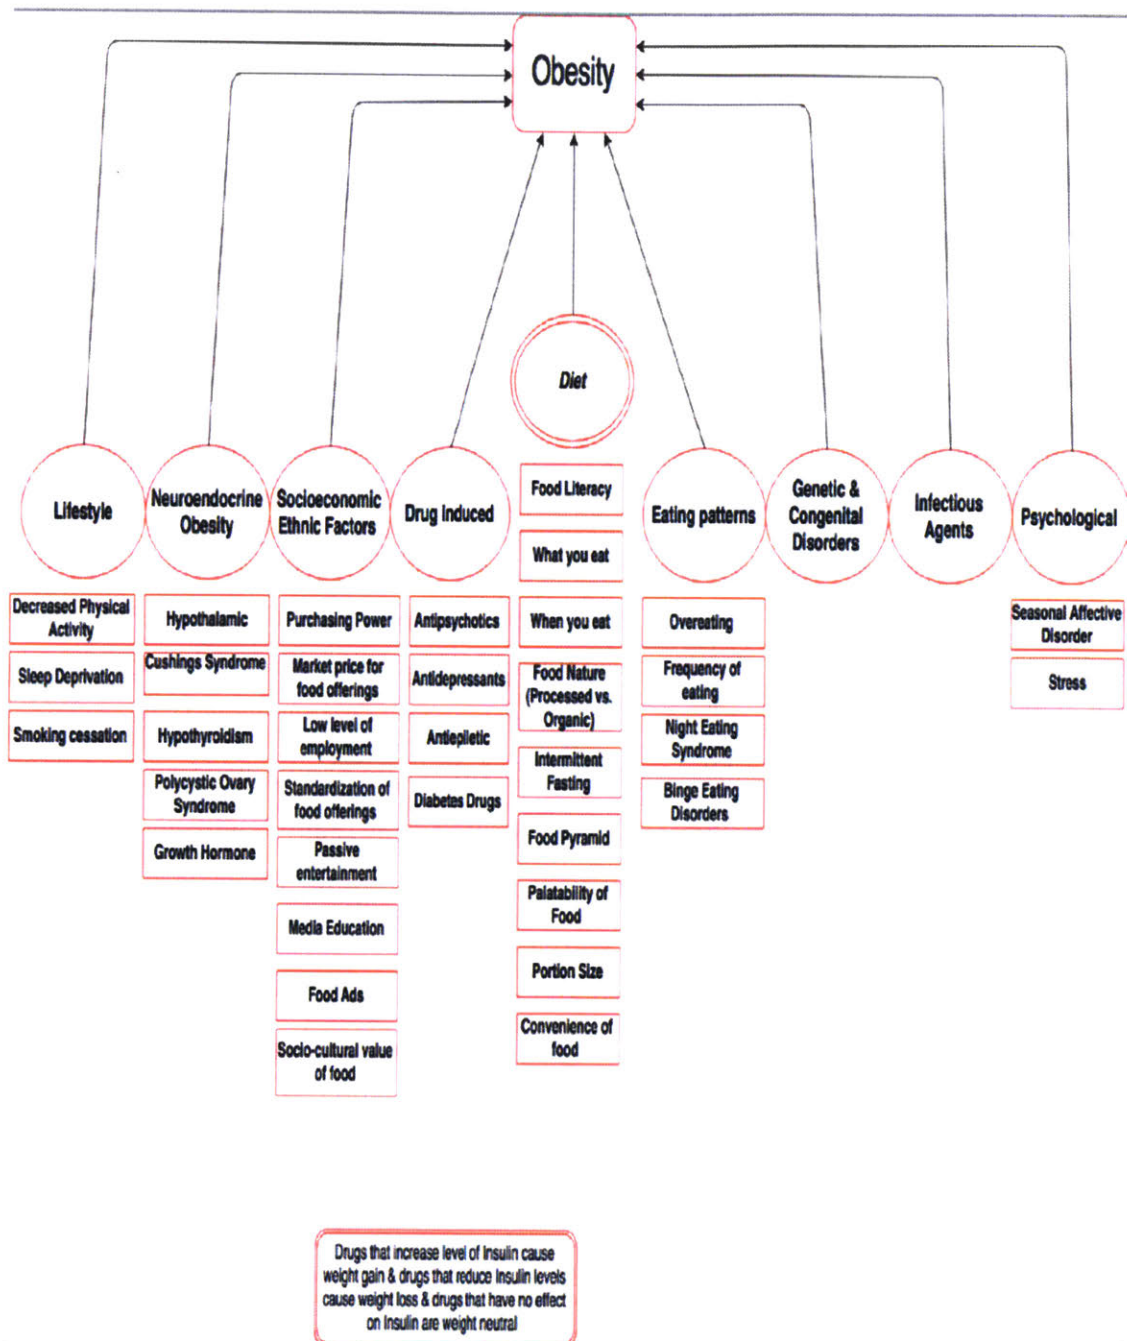 Obesity
Diet
Lifestyle
Neuroendocrine
Obesity
Socioeconomic
Ethnic Factors
Drug Induced
Eating patterns
Genetic &
Congenital
Disorders
Infectious
Agents
Psychological
Decreased Physical
Activity
Sleep Deprivation
Smoking cessation
Hypothalamic
Cushings Syndrome
Hypothyroidism
Polycystic Ovary
Syndrome
Growth Hormone
Purchasing Power
Market price for
food offerings
Low level of
employment
Standardization of
food offerings
Passive
entertainment
Media Education
Food Ads
Socio-cultural value
of food
Antipsychotics
Antidepressants
Antiepiletic
Diabetes Drugs
Food Literacy
What you eat
When you eat
Food Nature
(Processed vs.
Organic)
Intermittent
Fasting
Food Pyramid
Palatability of
Food
Portion Size
Convenience of
food
Overeating
Frequency of
eating
Night Eating
Syndrome
Binge Eating
Disorders
Seasonal Affective
Disorder
Stress
Drugs that increase level of Insulin cause
weight gain & drugs that reduce Insulin levels
cause weight loss & drugs that have no effect
on Insulin are weight neutral